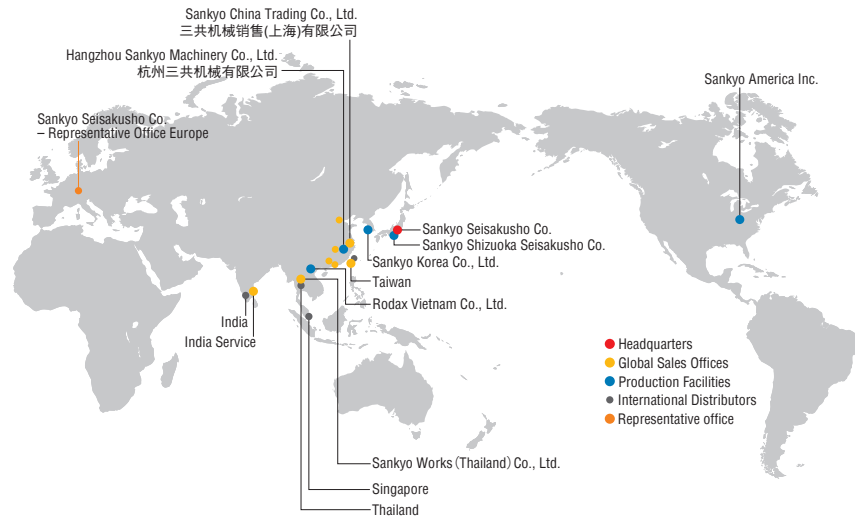 Sankyo China Trading Co., Ltd.
三共机械销售(上海)有限公司
Hangzhou Sankyo Machinery Co., Ltd.
杭州三共机械有限公司
Sankyo America Inc.
Sankyo Seisakusho Co.
– Representative Office Europe
Sankyo Seisakusho Co.
Sankyo Shizuoka Seisakusho Co.
Sankyo Korea Co., Ltd.
Taiwan
Rodax Vietnam Co., Ltd.
India
India Service
Headquarters
Global Sales Offices
Production Facilities
International Distributors
Representative office
Sankyo Works (Thailand) Co., Ltd.
Singapore
Thailand